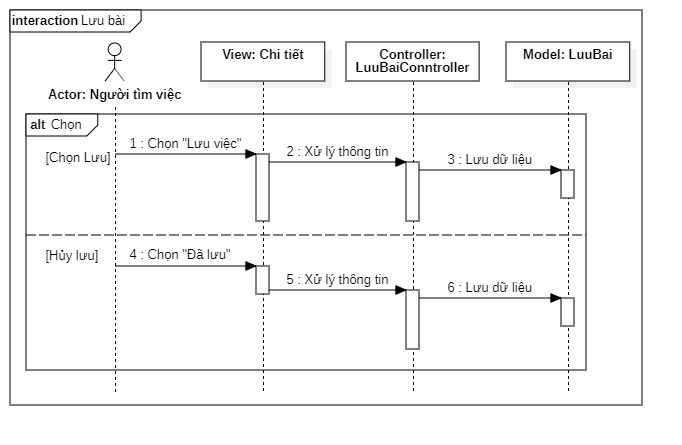 interaction Lưu bài
Actor: Người tìm việc
View: Chi tiết
Controller:
LuuBaiConntroller
Model: LuuBai
alt Chọn
[Chọn Lưu]
1 : Chọn "Lưu việc"
2 : Xử lý thông tin
3 : Lưu dữ liệu
[Hủy lưu]
4 : Chọn "Đã lưu"
5 : Xử lý thông tin
6 : Lưu dữ liệu